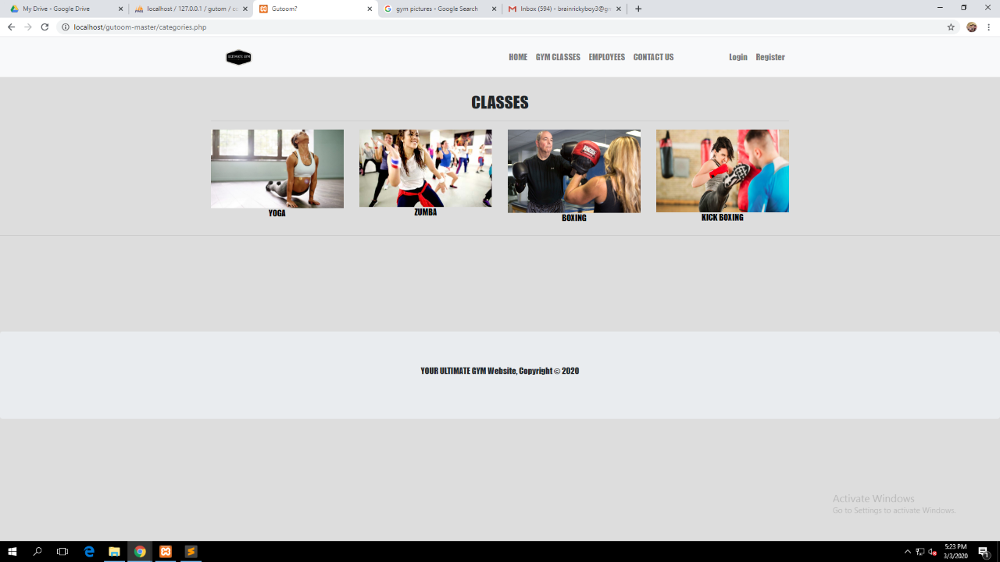 My Drive - Google Drive
localhost / 127.0.0.1 / gutom / co
Gutoom?
gym pictures - Google Search
Inbox (594) - brainrickyboy3@gm
localhost/gutoom-master/categories.php
ULTIMATE GYM
HOME
GYM CLASSES
EMPLOYEES
CONTACT US
Login
Register
CLASSES
YOGA
ZUMBA
BOXING
KICK BOXING
YOUR ULTIMATE GYM Website, Copyright © 2020
Activate Windows
Go to Settings to activate Windows.
5:23 PM
3/3/2020
1